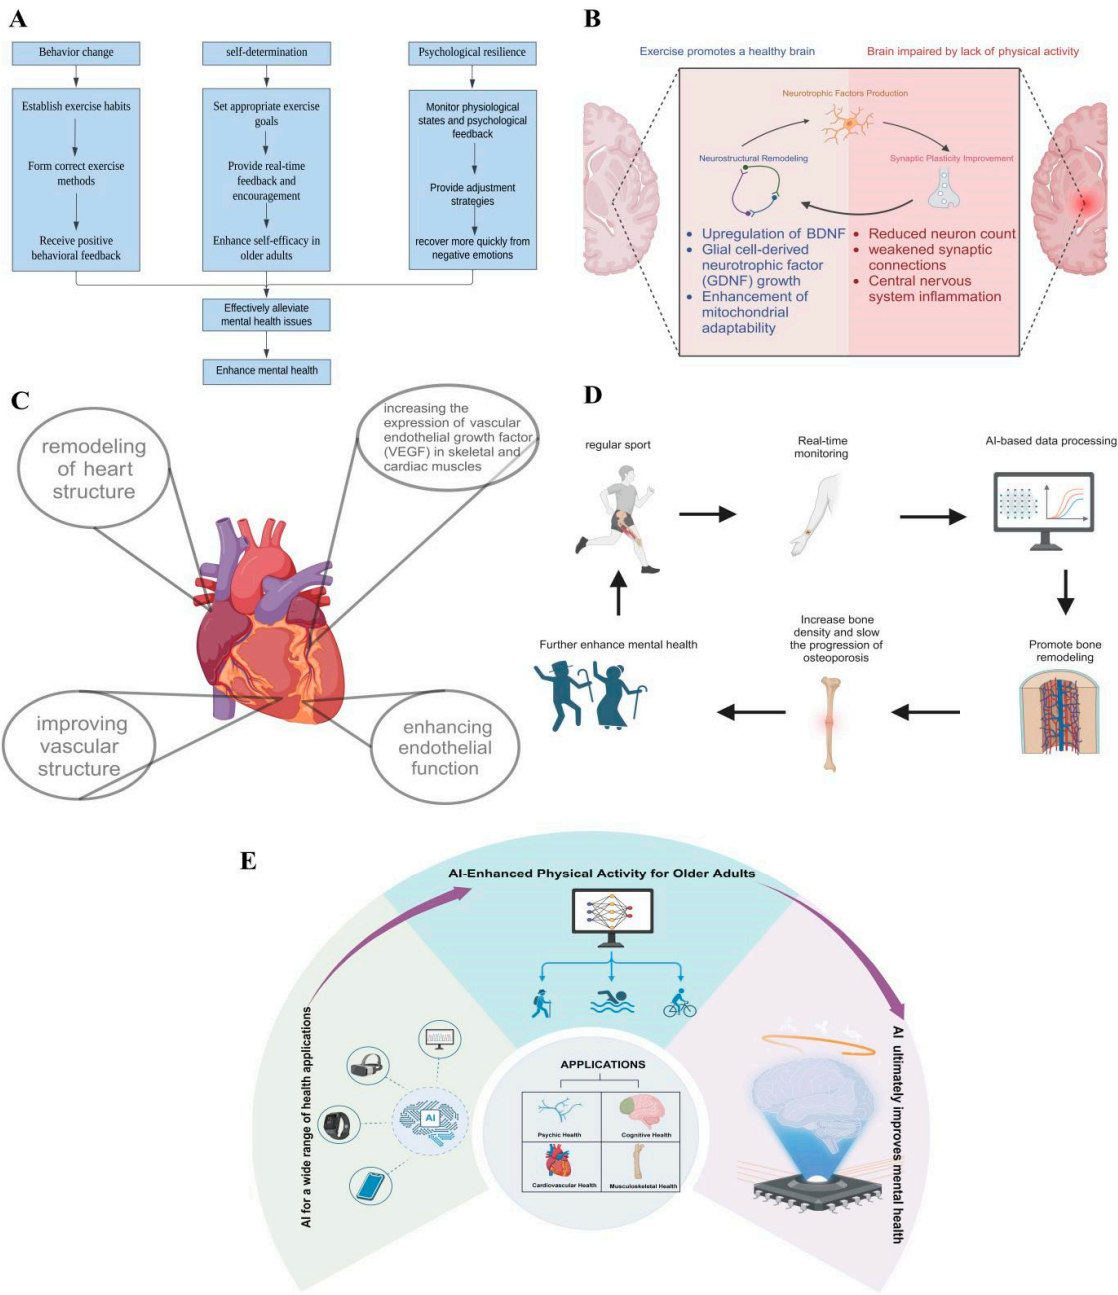 A
Behavior change
Establish exercise habits
Form correct exercise
methods
Receive positive
behavioral feedback
self-determination
Set appropriate exercise
goals
Provide real-time
feedback and
encouragement
Enhance self-efficacy in
older adults
Psychological resilience
Monitor physiological
states and psychological
feedback
Provide adjustment
strategies
recover more quickly from
negative emotions
Effectively alleviate
mental health issues
Enhance mental health
B
Exercise promotes a healthy brain
Brain impaired by lack of physical activity
Neurotrophic Factors Production
Neurostructural Remodeling
Synaptic Plasticity Improvement
• Upregulation of BDNF
• Glial cell-derived
neurotrophic factor
(GDNF) growth
• Enhancement of
mitochondrial
adaptability
• Reduced neuron count
• weakened synaptic
connections
• Central nervous
system inflammation
C
remodeling
of heart
structure
increasing the
expression of vascular
endothelial growth factor
(VEGF) in skeletal and
cardiac muscles
improving
vascular
structure
enhancing
endothelial
function
D
regular sport
Real-time
monitoring
AI-based data processing
Promote bone
remodeling
Increase bone
density and slow
the progression of
osteoporosis
Further enhance mental health
E
AI for a wide range of health applications
AI
AI-Enhanced Physical Activity for Older Adults
AI ultimately improves mental health
APPLICATIONS
Psychic Health
Cognitive Health
Cardiovascular Health
Musculoskeletal Health